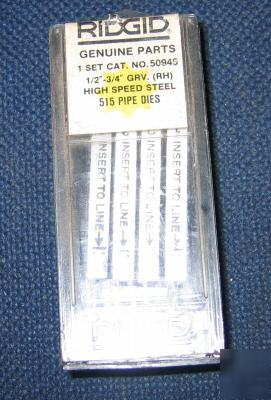 RIDGID
GENUINE PARTS
1 SET CAT. NO. 50945
1/2"-3/4" GRV. (RH)
HIGH SPEED STEEL
515 PIPE DIES
INSERT TO LINE→
INSERT TO LINE→
INSERT TO LINE→
INSERT TO LINE→
RIDGID